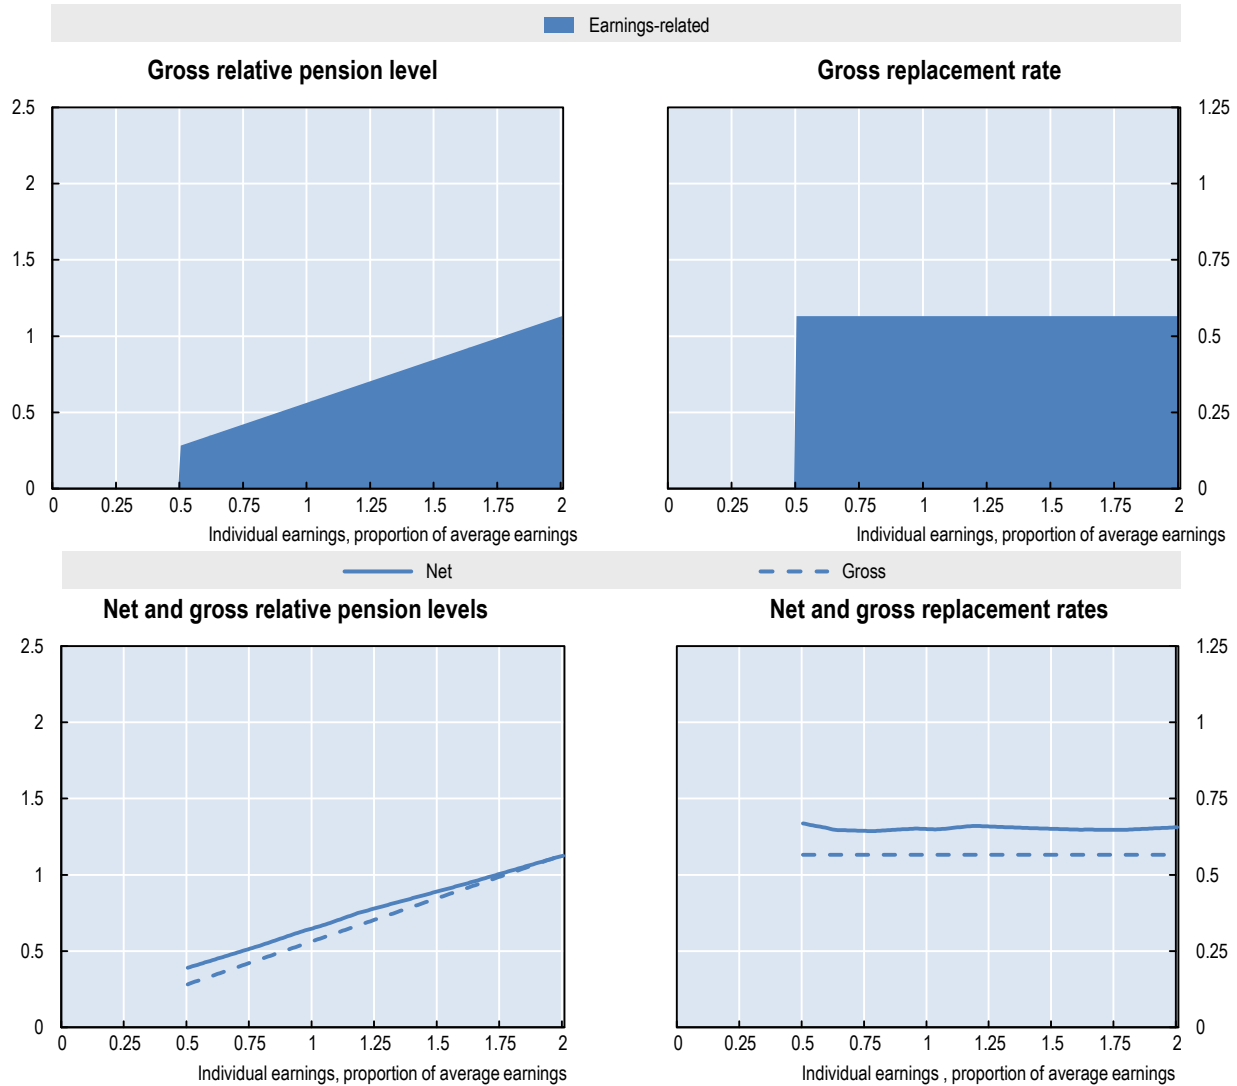 Earnings-related
Gross relative pension level
Gross replacement rate
2.5
2
1.5
1
0.5
0
0 0.25 0.5 0.75 1 1.25 1.5 1.75 2
Individual earnings, proportion of average earnings
1.25
1
0.75
0.5
0.25
0
0 0.25 0.5 0.75 1 1.25 1.5 1.75 2
Individual earnings, proportion of average earnings
Net Gross
Net and gross relative pension levels
Net and gross replacement rates
2.5
2
1.5
1
0.5
0
0 0.25 0.5 0.75 1 1.25 1.5 1.75 2
Individual earnings, proportion of average earnings
1.25
1
0.75
0.5
0.25
0
0 0.25 0.5 0.75 1 1.25 1.5 1.75 2
Individual earnings , proportion of average earnings